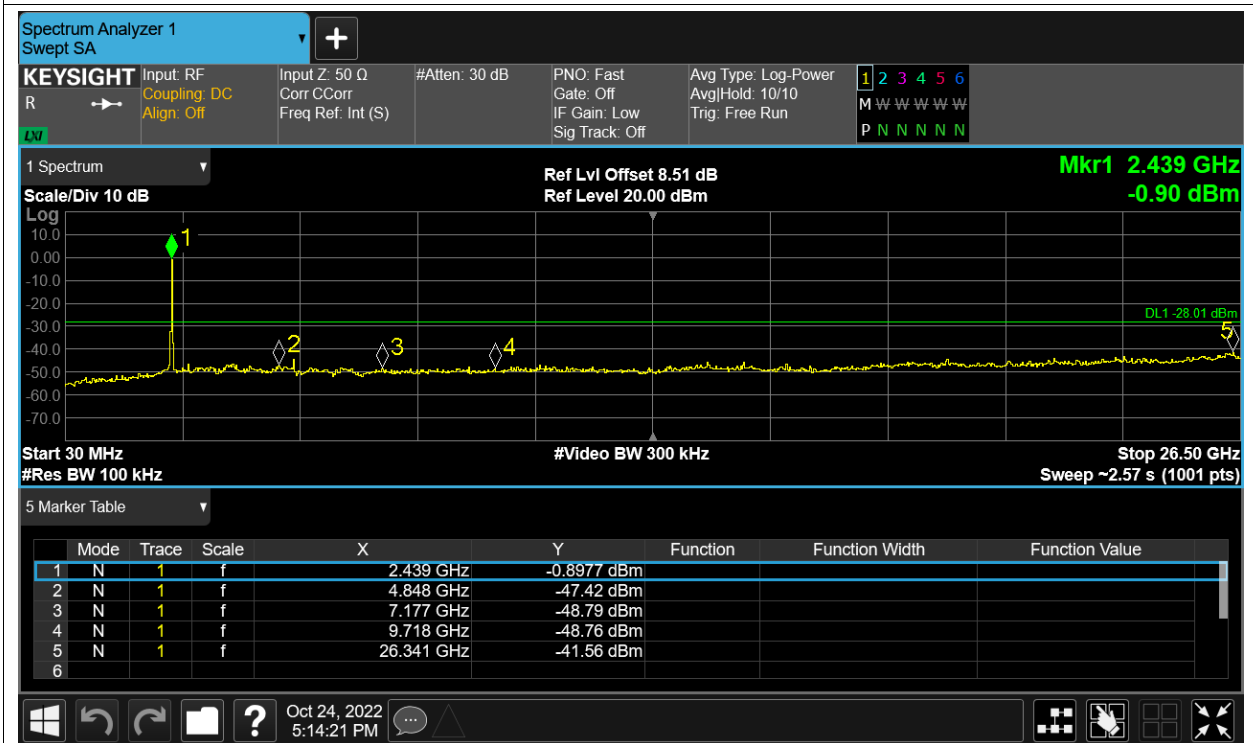 Spectrum Analyzer 1
Swept SA
KEYSIGHT
R
LXI
Input: RF
Coupling: DC
Align: Off
Input Z: 50 Ω
Corr CCorr
Freq Ref: Int (S)
#Atten: 30 dB
PNO: Fast
Gate: Off
IF Gain: Low
Sig Track: Off
Avg Type: Log-Power
Avg|Hold: 10/10
Trig: Free Run
1 2 3 4 5 6
M W W W W W
P N N N N N
1 Spectrum
Scale/Div 10 dB
Ref Lvl Offset 8.51 dB
Ref Level 20.00 dBm
Mkr1 2.439 GHz
-0.90 dBm
Log
10.0
0.00
-10.0
-20.0
-30.0
-40.0
-50.0
-60.0
-70.0
1
2
3
4
5
DL1 -28.01 dBm
Start 30 MHz
#Video BW 300 kHz
Stop 26.50 GHz
#Res BW 100 kHz
Sweep ~2.57 s (1001 pts)
5 Marker Table
Mode Trace Scale X Y Function Function Width Function Value
1 N 1 f 2.439 GHz -0.8977 dBm
2 N 1 f 4.848 GHz -47.42 dBm
3 N 1 f 7.177 GHz -48.79 dBm
4 N 1 f 9.718 GHz -48.76 dBm
5 N 1 f 26.341 GHz -41.56 dBm
6
?
Oct 24, 2022
5:14:21 PM